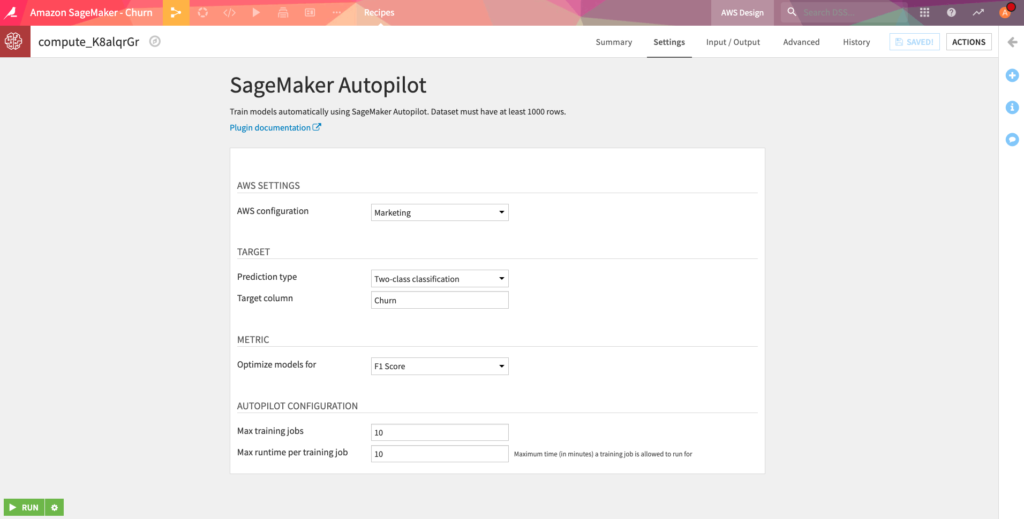 Amazon SageMaker - Churn
Recipes
AWS Design
Search DSS...
A
compute_K8alqrGr
Summary
Settings
Input / Output
Advanced
History
SAVED!
ACTIONS
SageMaker Autopilot
Train models automatically using SageMaker Autopilot. Dataset must have at least 1000 rows.
Plugin documentation
AWS SETTINGS
AWS configuration
Marketing
TARGET
Prediction type
Two-class classification
Target column
Churn
METRIC
Optimize models for
F1 Score
AUTOPILOT CONFIGURATION
Max training jobs
10
Max runtime per training job
10
Maximum time (in minutes) a training job is allowed to run for
RUN